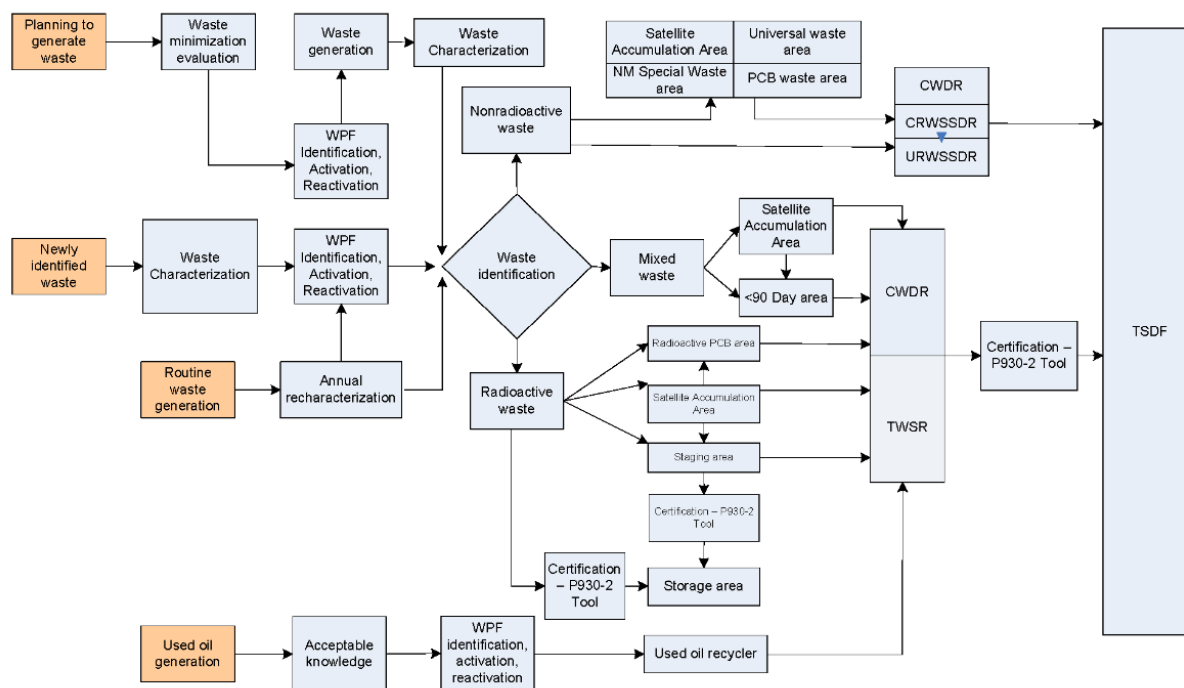 Planning to
generate waste
Waste
minimization
evaluation
Waste
generation
Waste
Characterization
WPF
Identification,
Activation,
Reactivation
Satellite
Accumulation Area
Universal waste
area
NM Special Waste
area
PCB waste area
Nonradioactive
waste
CWDR
CRWSSDR
URWSSDR
TSDF
Newly
identified
waste
Waste
Characterization
WPF
Identification,
Activation,
Reactivation
Waste
identification
Mixed
waste
Satellite
Accumulation
Area
<90 Day area
CWDR
TWSR
Certification –
P930-2 Tool
Routine
waste
generation
Annual
recharacterization
Radioactive
waste
Radioactive PCB area
Satellite Accumulation
Area
Staging area
Certification – P930-2
Tool
Certification
– P930-2
Tool
Storage area
Used oil
generation
Acceptable
knowledge
WPF
identification,
activation,
reactivation
Used oil recycler